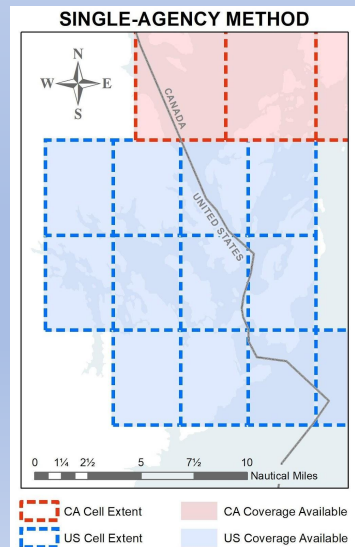 SINGLE-AGENCY METHOD
N
W E
S
CANADA
UNITED STATES
0 1¼ 2½ 5 7½ 10
Nautical Miles
CA Cell Extent CA Coverage Available
US Cell Extent US Coverage Available